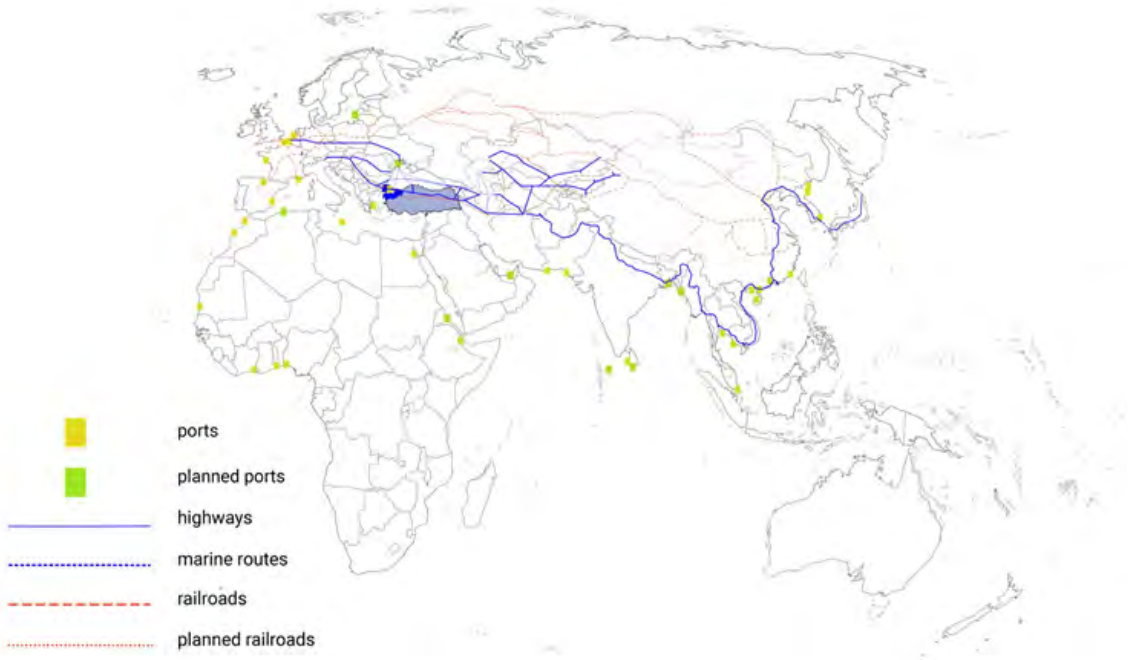 ports
planned ports
highways
marine routes
railroads
planned railroads